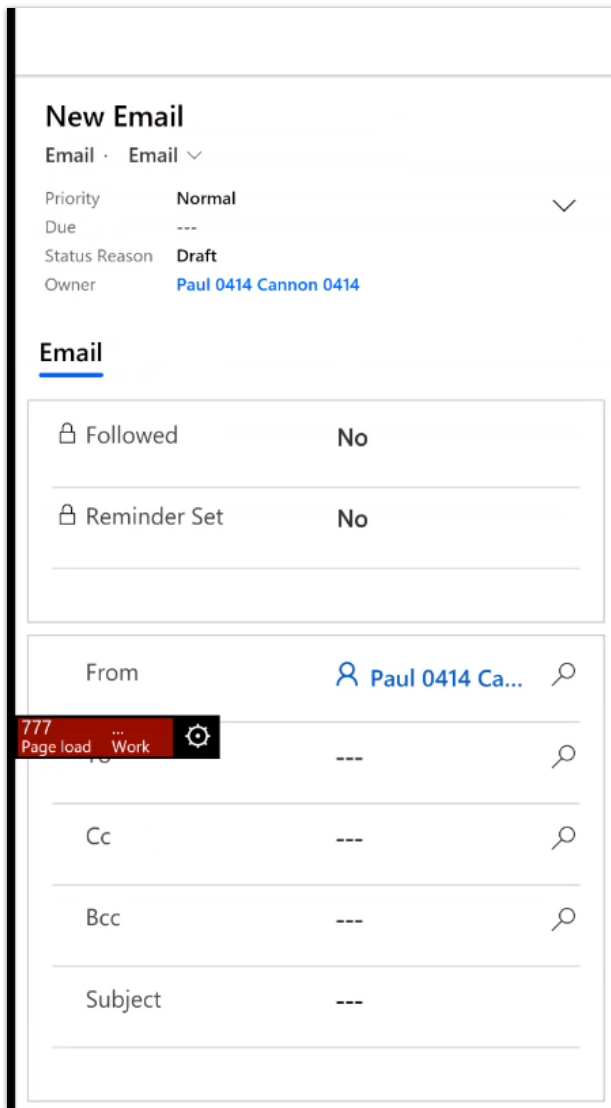 New Email
Email · Email
Priority Normal
Due ---
Status Reason Draft
Owner Paul 0414 Cannon 0414
Email
Followed No
Reminder Set No
From Paul 0414 Ca...
777 ...
Page load Work
---
Cc ---
Bcc ---
Subject ---